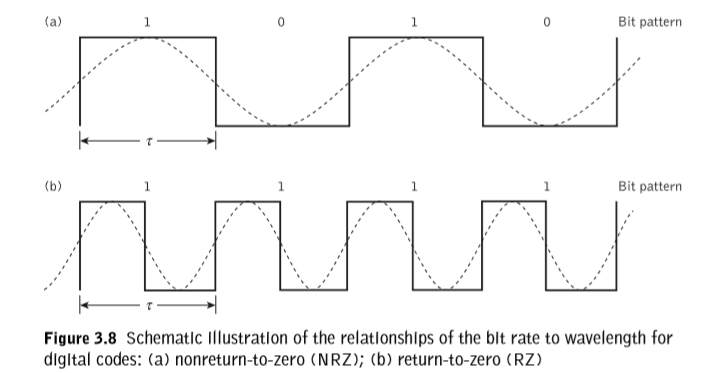 (a) 1 0 1 0 Bit pattern
τ
(b) 1 1 1 1 Bit pattern
τ
Figure 3.8 Schematic illustration of the relationships of the bit rate to wavelength for
digital codes: (a) nonreturn-to-zero (NRZ); (b) return-to-zero (RZ)